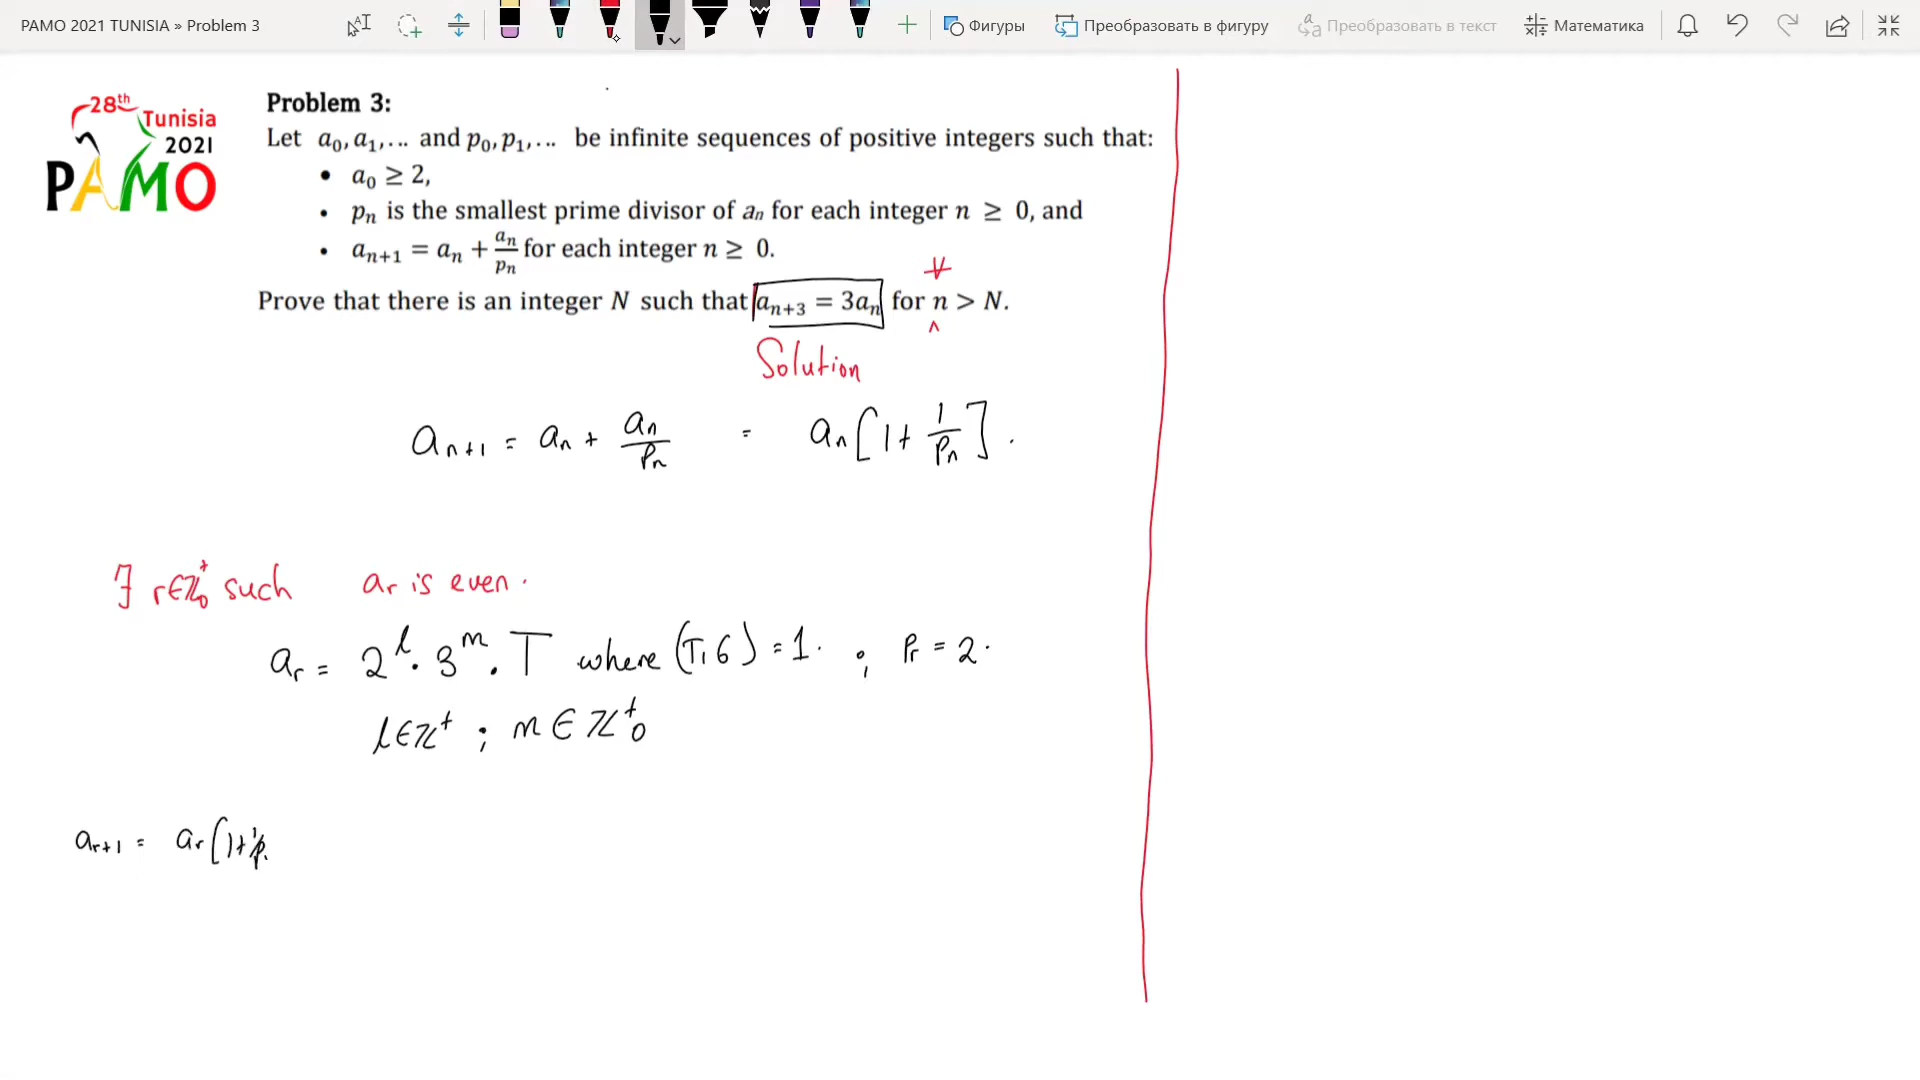 PAMO 2021 TUNISIA » Problem 3
Фигуры
Преобразовать в фигуру
Преобразовать в текст
Математика
28th
Tunisia
2021
PAMO
Problem 3:
Let a₀, a₁, … and p₀, p₁, … be infinite sequences of positive integers such that:
• a₀ ≥ 2,
• pₙ is the smallest prime divisor of aₙ for each integer n ≥ 0, and
• aₙ₊₁ = aₙ + aₙ/pₙ for each integer n ≥ 0.
Prove that there is an integer N such that aₙ₊₃ = 3aₙ for ∀ n > N.
Solution
aₙ₊₁ = aₙ + aₙ/pₙ = aₙ[1 + 1/pₙ].
∃ r∈ℤ₀⁺ such aᵣ is even.
aᵣ = 2^l · 3^m · T where (T, 6) = 1. ; Pᵣ = 2.
l∈ℤ⁺ ; m∈ℤ₀⁺
aᵣ₊₁ = aᵣ[1+1/p.